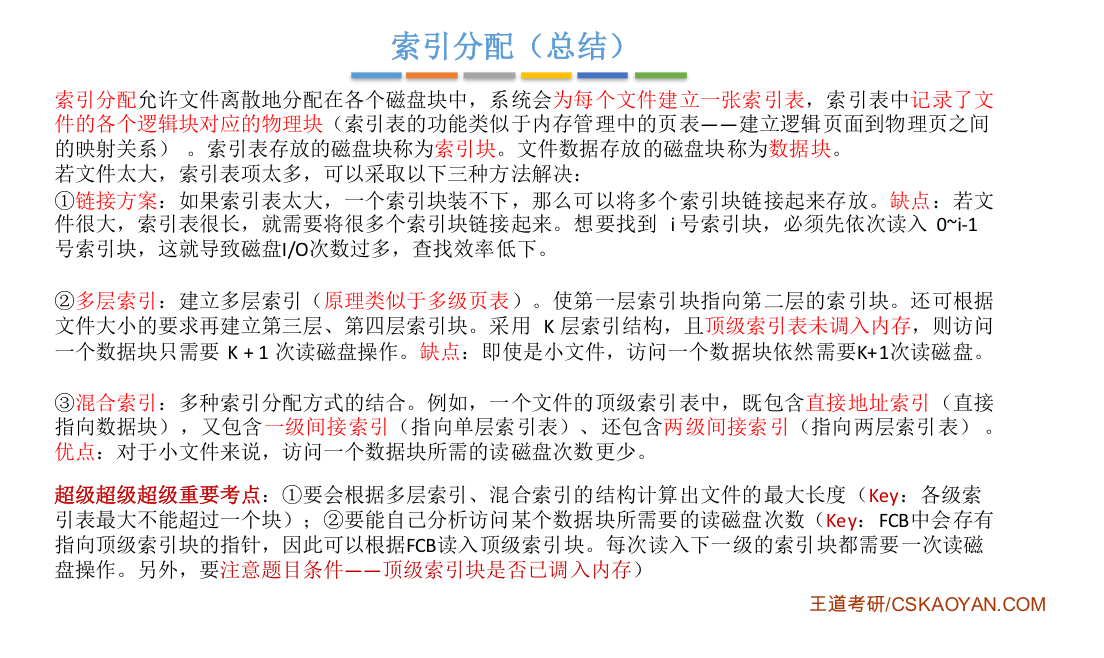 索引分配（总结）
索引分配允许文件离散地分配在各个磁盘块中，系统会为每个文件建立一张索引表，索引表中记录了文
件的各个逻辑块对应的物理块（索引表的功能类似于内存管理中的页表——建立逻辑页面到物理页之间
的映射关系）。索引表存放的磁盘块称为索引块。文件数据存放的磁盘块称为数据块。
若文件太大，索引表项太多，可以采取以下三种方法解决：
①链接方案：如果索引表太大，一个索引块装不下，那么可以将多个索引块链接起来存放。缺点：若文
件很大，索引表很长，就需要将很多个索引块链接起来。想要找到 i 号索引块，必须先依次读入 0~i-1
号索引块，这就导致磁盘I/O次数过多，查找效率低下。
②多层索引：建立多层索引（原理类似于多级页表）。使第一层索引块指向第二层的索引块。还可根据
文件大小的要求再建立第三层、第四层索引块。采用 K 层索引结构，且顶级索引表未调入内存，则访问
一个数据块只需要 K + 1 次读磁盘操作。缺点：即使是小文件，访问一个数据块依然需要K+1次读磁盘。
③混合索引：多种索引分配方式的结合。例如，一个文件的顶级索引表中，既包含直接地址索引（直接
指向数据块），又包含一级间接索引（指向单层索引表）、还包含两级间接索引（指向两层索引表）。
优点：对于小文件来说，访问一个数据块所需的读磁盘次数更少。
超级超级超级重要考点：①要会根据多层索引、混合索引的结构计算出文件的最大长度（Key：各级索
引表最大不能超过一个块）；②要能自己分析访问某个数据块所需要的读磁盘次数（Key：FCB中会存有
指向顶级索引块的指针，因此可以根据FCB读入顶级索引块。每次读入下一级的索引块都需要一次读磁
盘操作。另外，要注意题目条件——顶级索引块是否已调入内存）
王道考研/CSKAOYAN.COM